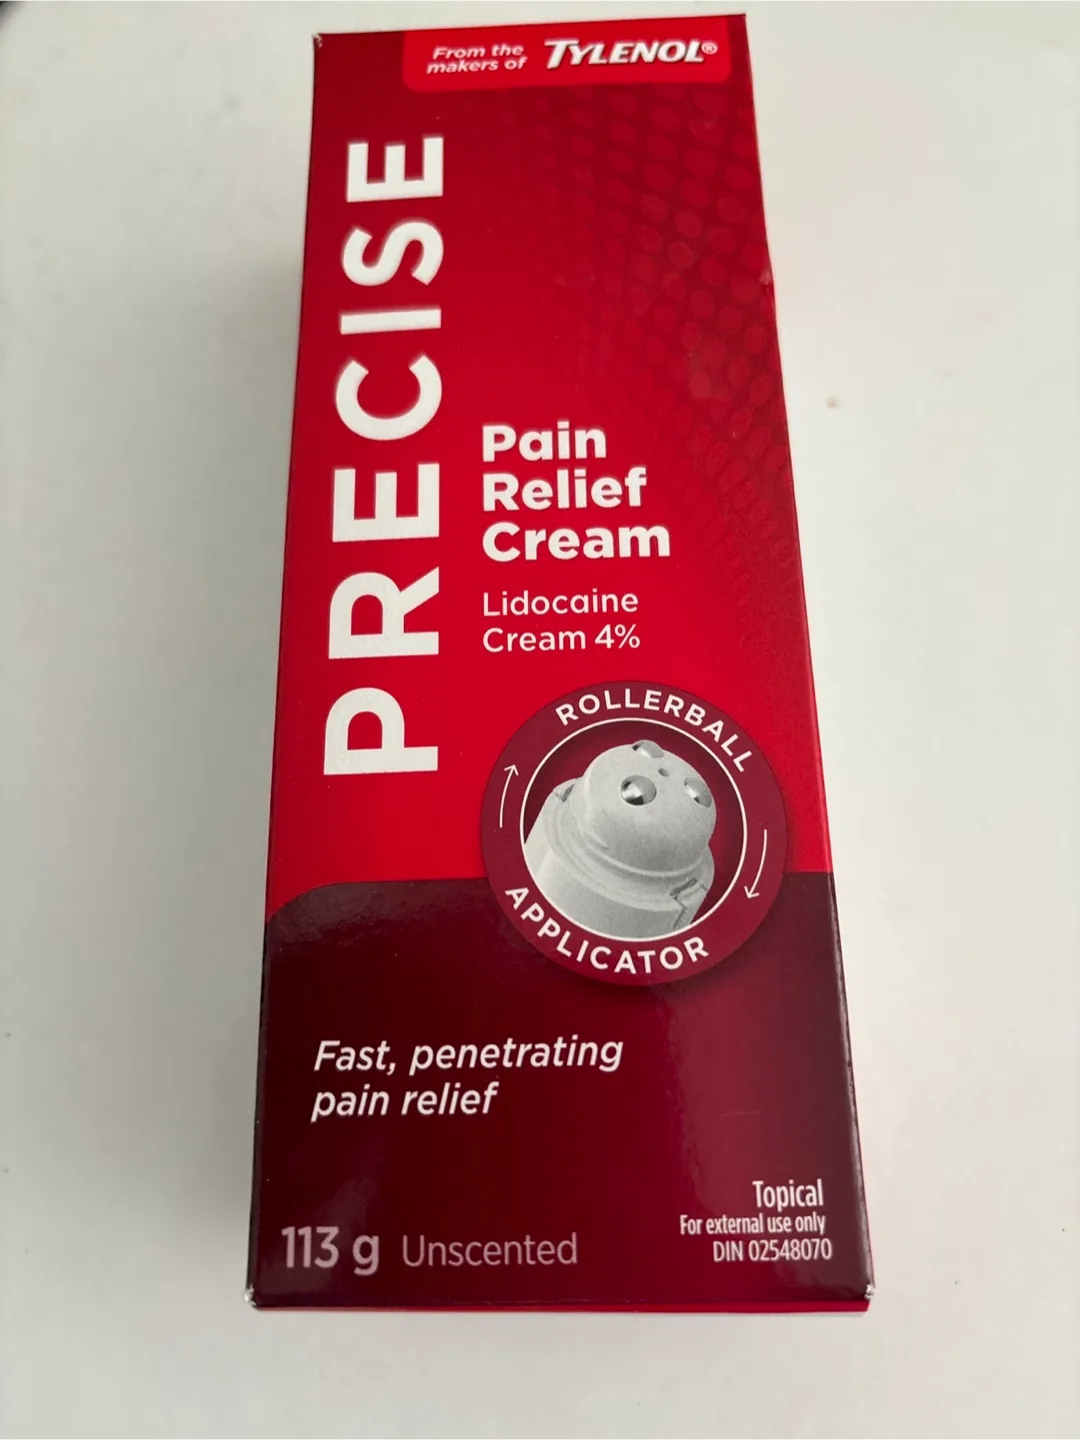 From the
makers of TYLENOL®
PRECISE
Pain
Relief
Cream
Lidocaine
Cream 4%
ROLLERBALL
APPLICATOR
Fast, penetrating
pain relief
113 g Unscented
Topical
For external use only
DIN 02548070